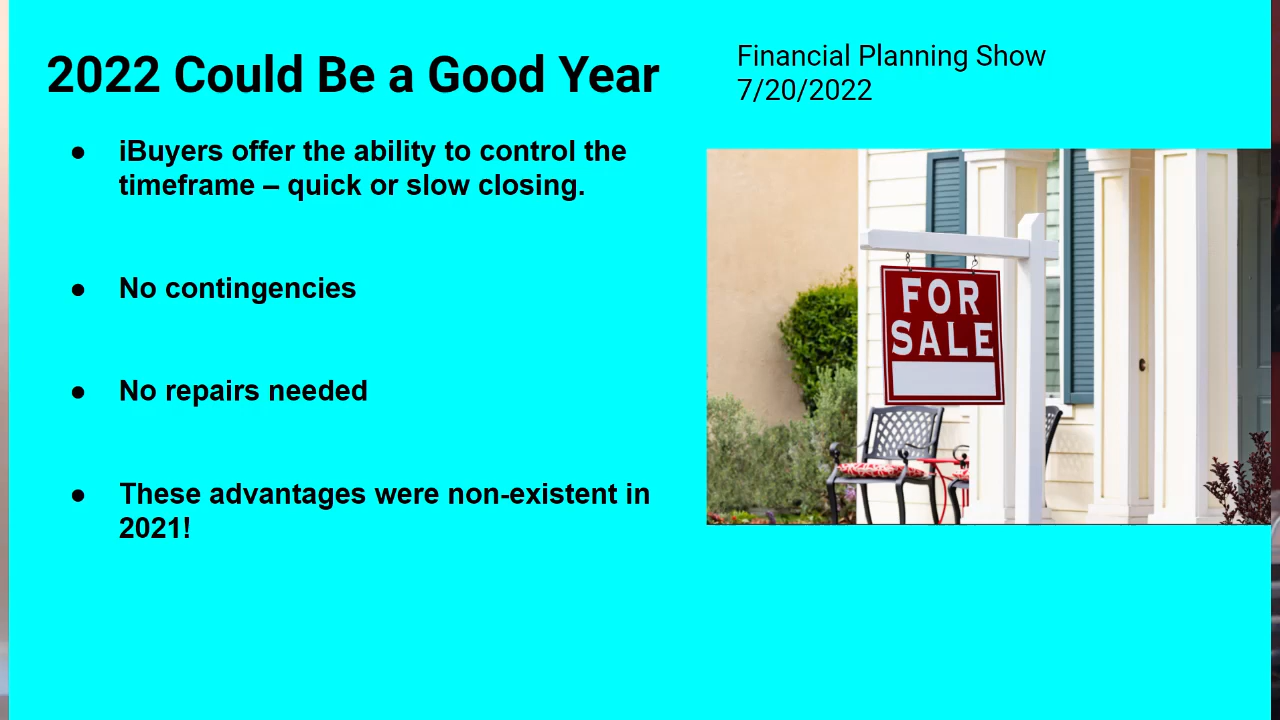 2022 Could Be a Good Year
Financial Planning Show
7/20/2022
● iBuyers offer the ability to control the
timeframe – quick or slow closing.
● No contingencies
● No repairs needed
● These advantages were non-existent in
2021!
FOR
SALE